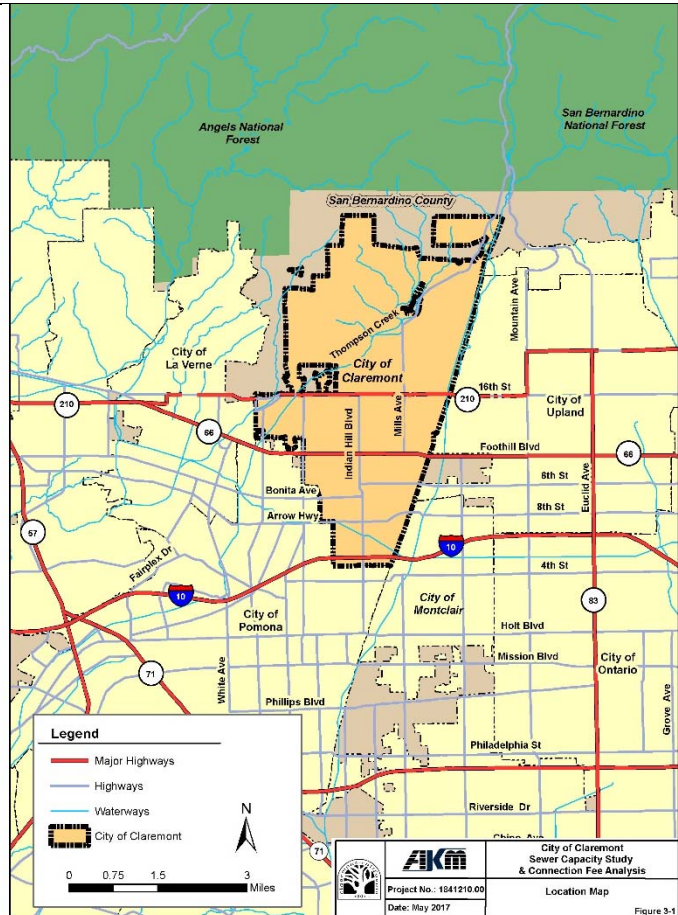 Angels National
Forest
San Bernardino
National Forest
San Bernardino County
Mountain Ave
Thompson Creek
City of
La Verne
City of
Claremont
16th St
210
210
City of
Upland
66
Indian Hill Blvd
Mills Ave
Foothill Blvd
66
6th St
Euclid Ave
Bonita Ave
8th St
Arrow Hwy
57
10
Fairplex Dr
4th St
10
City of
Montclair
83
City of
Pomona
Holt Blvd
Mission Blvd
City of
Ontario
71
White Ave
Grove Ave
Phillips Blvd
Philadelphia St
Riverside Dr
Chino Ave
71
Legend
Major Highways
Highways
Waterways
City of Claremont
N
0 0.75 1.5 3
Miles
AKM
Project No.: 1841210.00
Date: May 2017
City of Claremont
Sewer Capacity Study
& Connection Fee Analysis
Location Map
Figure 3-1